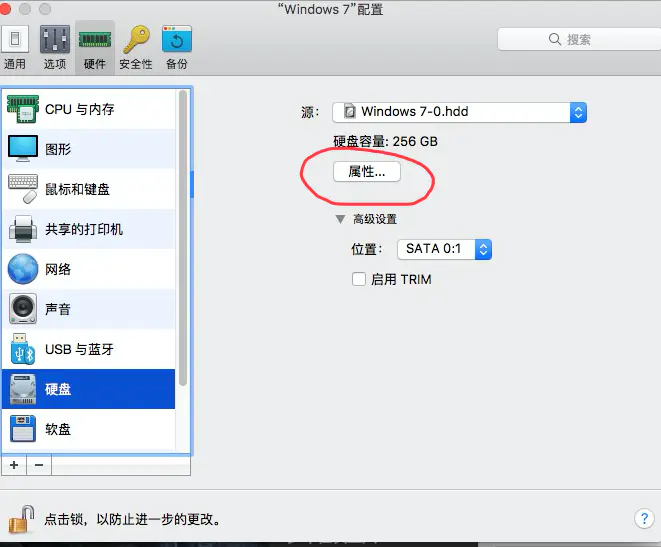 “Windows 7”配置
通用
选项
硬件
安全性
备份
搜索
CPU 与内存
图形
鼠标和键盘
共享的打印机
网络
声音
USB 与蓝牙
硬盘
软盘
源：
Windows 7-0.hdd
硬盘容量: 256 GB
属性...
高级设置
位置：
SATA 0:1
启用 TRIM
+
−
点击锁，以防止进一步的更改。
?